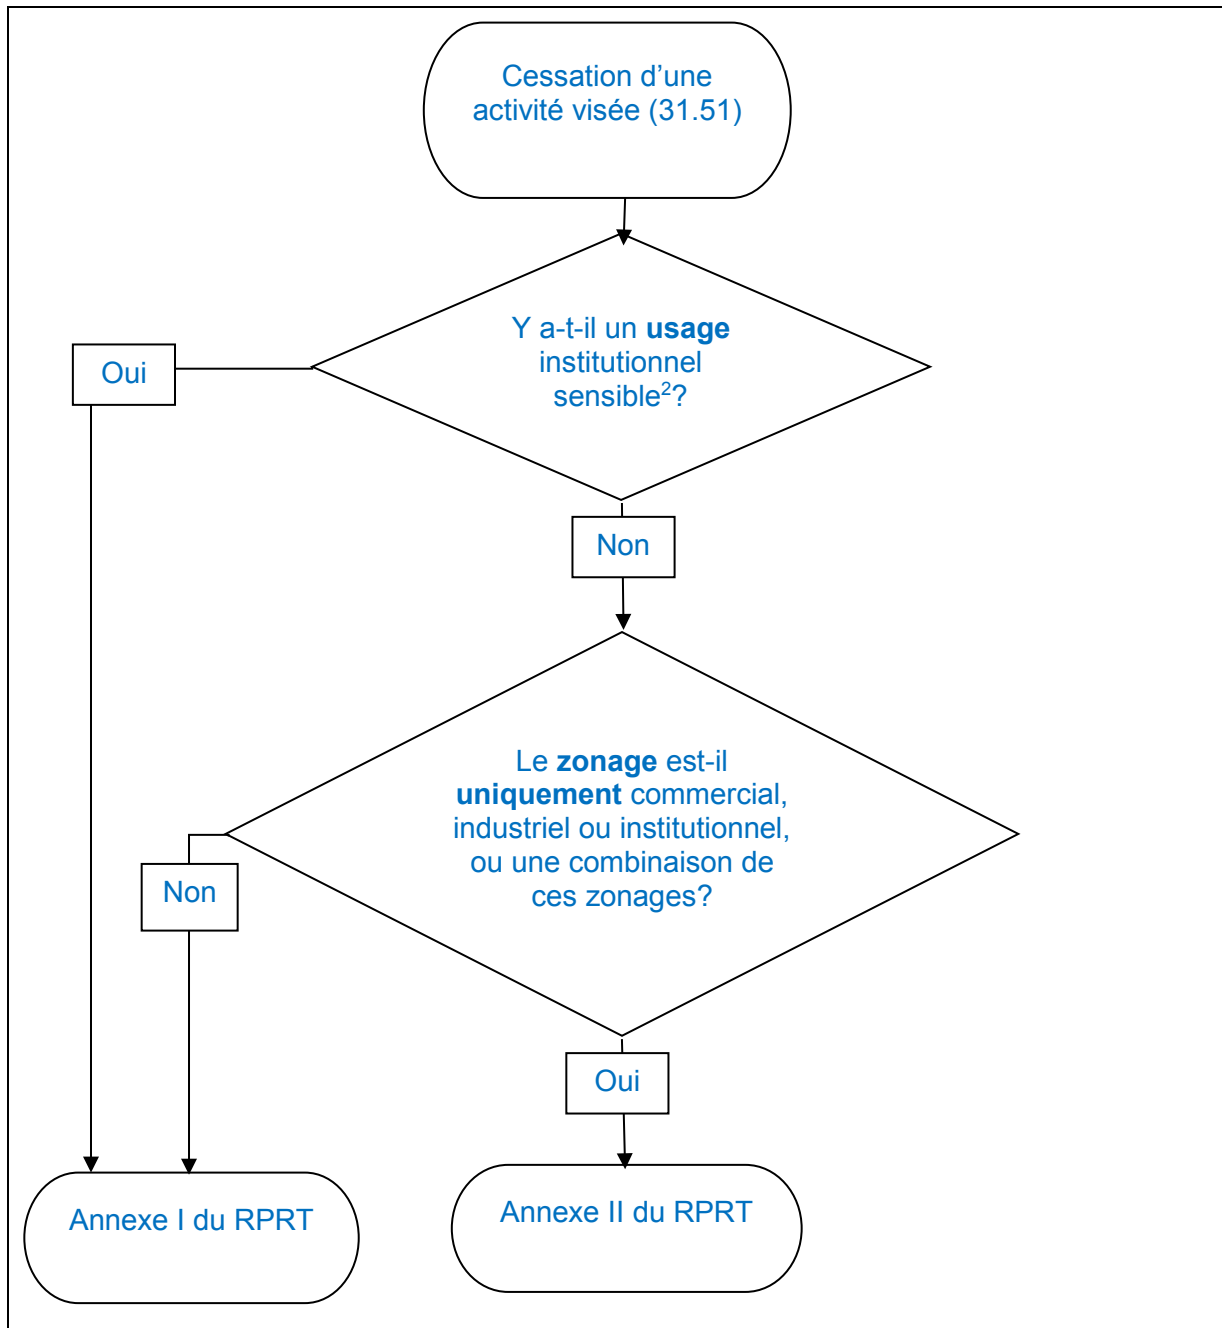 Cessation d’une
activité visée (31.51)
Y a-t-il un usage
institutionnel
sensible²?
Oui
Non
Le zonage est-il
uniquement commercial,
industriel ou institutionnel,
ou une combinaison de
ces zonages?
Non
Oui
Annexe I du RPRT
Annexe II du RPRT